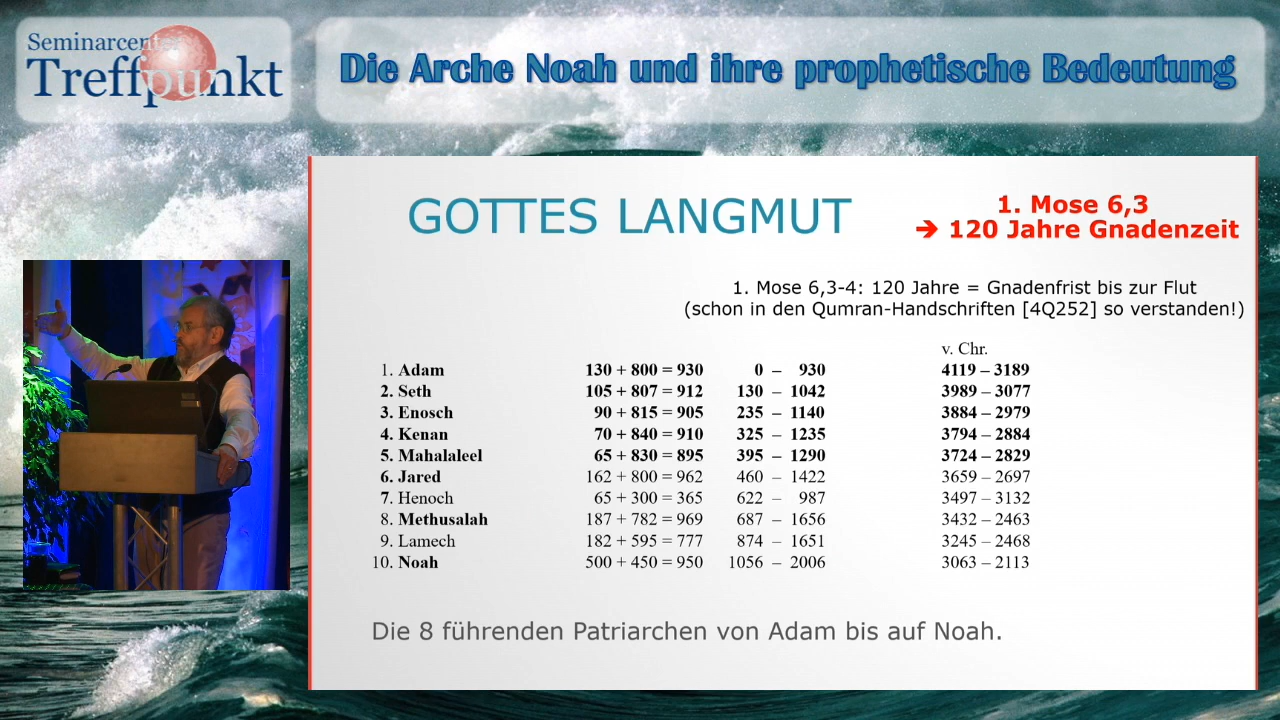 Seminarcenter
Treffpunkt
Die Arche Noah und ihre prophetische Bedeutung
GOTTES LANGMUT
1. Mose 6,3
➔ 120 Jahre Gnadenzeit
1. Mose 6,3-4: 120 Jahre = Gnadenfrist bis zur Flut
(schon in den Qumran-Handschriften [4Q252] so verstanden!)
v. Chr.
1. Adam 130 + 800 = 930 0 – 930 4119 – 3189
2. Seth 105 + 807 = 912 130 – 1042 3989 – 3077
3. Enosch 90 + 815 = 905 235 – 1140 3884 – 2979
4. Kenan 70 + 840 = 910 325 – 1235 3794 – 2884
5. Mahalaleel 65 + 830 = 895 395 – 1290 3724 – 2829
6. Jared 162 + 800 = 962 460 – 1422 3659 – 2697
7. Henoch 65 + 300 = 365 622 – 987 3497 – 3132
8. Methusalah 187 + 782 = 969 687 – 1656 3432 – 2463
9. Lamech 182 + 595 = 777 874 – 1651 3245 – 2468
10. Noah 500 + 450 = 950 1056 – 2006 3063 – 2113
Die 8 führenden Patriarchen von Adam bis auf Noah.